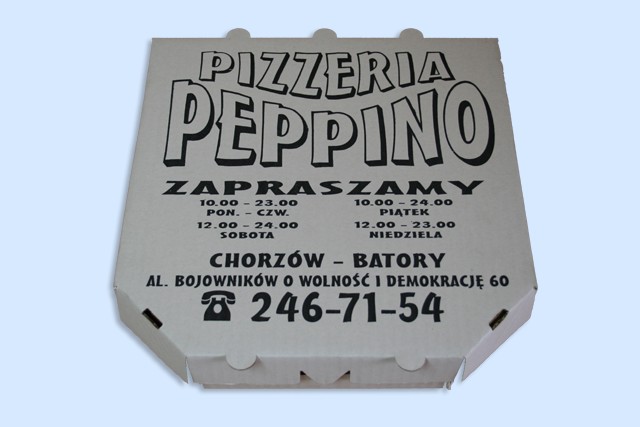 PIZZERIA
PEPPINO
ZAPRASZAMY
10.00 - 23.00 10.00 - 24.00
PON. - CZW. PIĄTEK
12.00 - 24.00 12.00 - 23.00
SOBOTA NIEDZIELA
CHORZÓW - BATORY
AL. BOJOWNIKÓW O WOLNOŚĆ I DEMOKRACJĘ 60
☎ 246-71-54